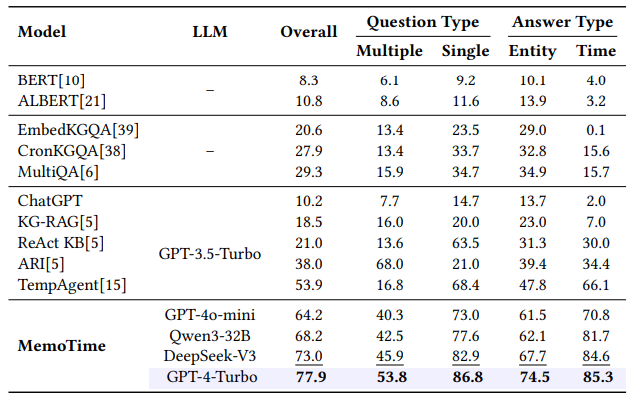 Model LLM Overall Question Type Answer Type
Multiple Single Entity Time
BERT[10] – 8.3 6.1 9.2 10.1 4.0
ALBERT[21] 10.8 8.6 11.6 13.9 3.2
EmbedKGQA[39] – 20.6 13.4 23.5 29.0 0.1
CronKGQA[38] 27.9 13.4 33.7 32.8 15.6
MultiQA[6] 29.3 15.9 34.7 34.9 15.7
ChatGPT GPT-3.5-Turbo 10.2 7.7 14.7 13.7 2.0
KG-RAG[5] 18.5 16.0 20.0 23.0 7.0
ReAct KB[5] 21.0 13.6 63.5 31.3 30.0
ARI[5] 38.0 68.0 21.0 39.4 34.4
TempAgent[15] 53.9 16.8 68.4 47.8 66.1
MemoTime GPT-4o-mini 64.2 40.3 73.0 61.5 70.8
Qwen3-32B 68.2 42.5 77.6 62.1 81.7
DeepSeek-V3 73.0 45.9 82.9 67.7 84.6
GPT-4-Turbo 77.9 53.8 86.8 74.5 85.3